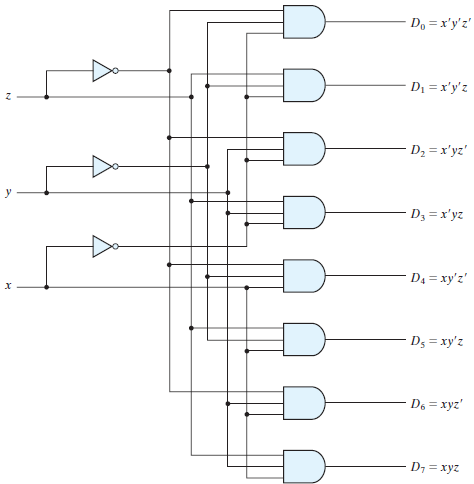 D₀ = x'y'z'
z
D₁ = x'y'z
D₂ = x'yz'
y
D₃ = x'yz
x
D₄ = xy'z'
D₅ = xy'z
D₆ = xyz'
D₇ = xyz